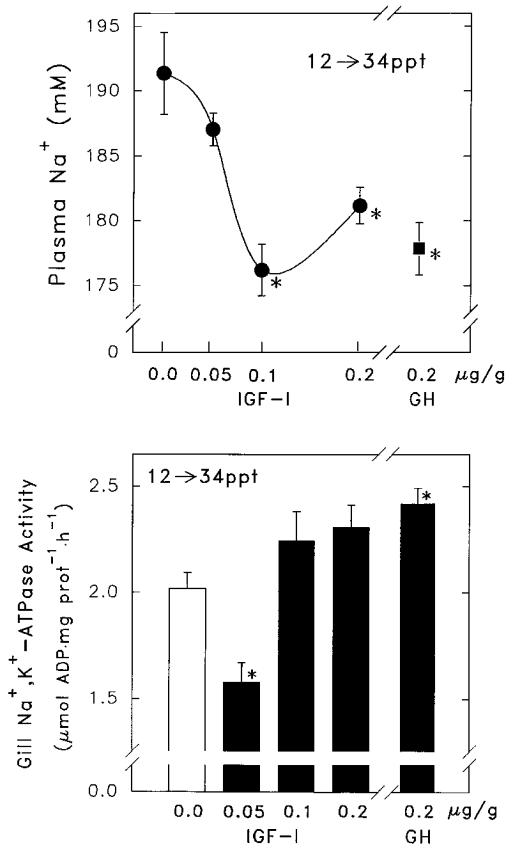 195
190
185
180
175
0
Plasma Na⁺ (mM)
12→34ppt
*
*
*
0.0 0.05 0.1 0.2 0.2 μg/g
IGF-I GH
2.5
2.0
1.5
0.0
Gill Na⁺,K⁺-ATPase Activity
(μmol ADP·mg prot⁻¹·h⁻¹)
12→34ppt
*
*
0.0 0.05 0.1 0.2 0.2 μg/g
IGF-I GH